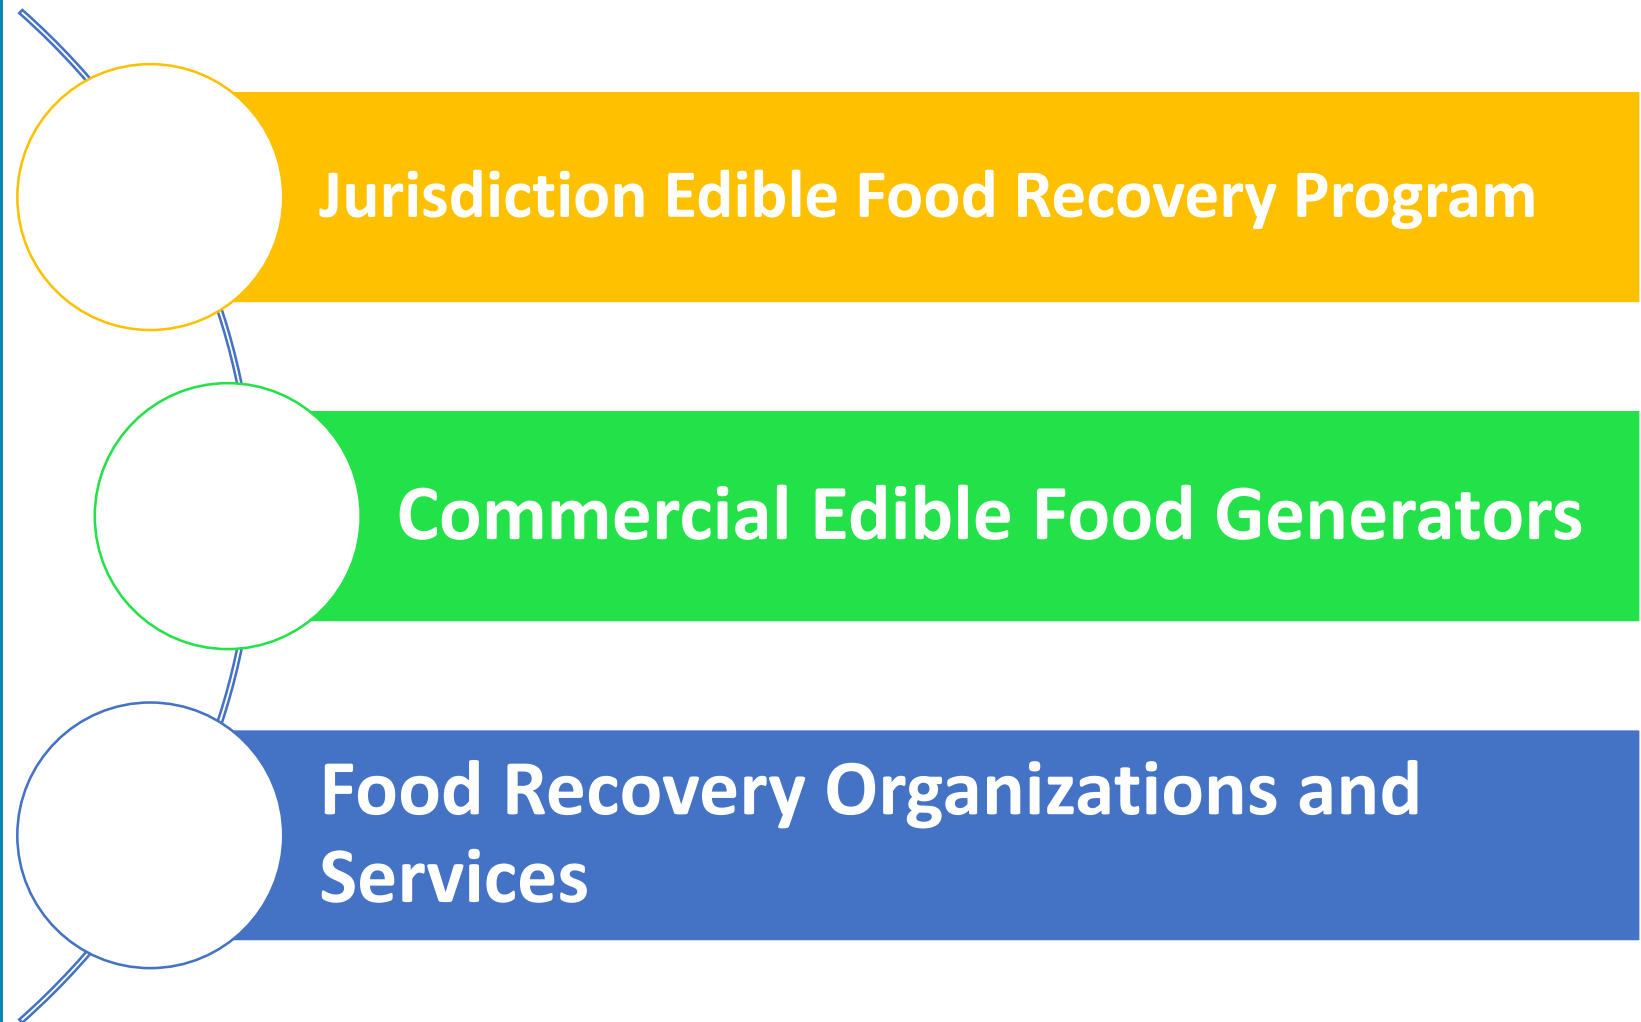 Jurisdiction Edible Food Recovery Program
Commercial Edible Food Generators
Food Recovery Organizations and
Services